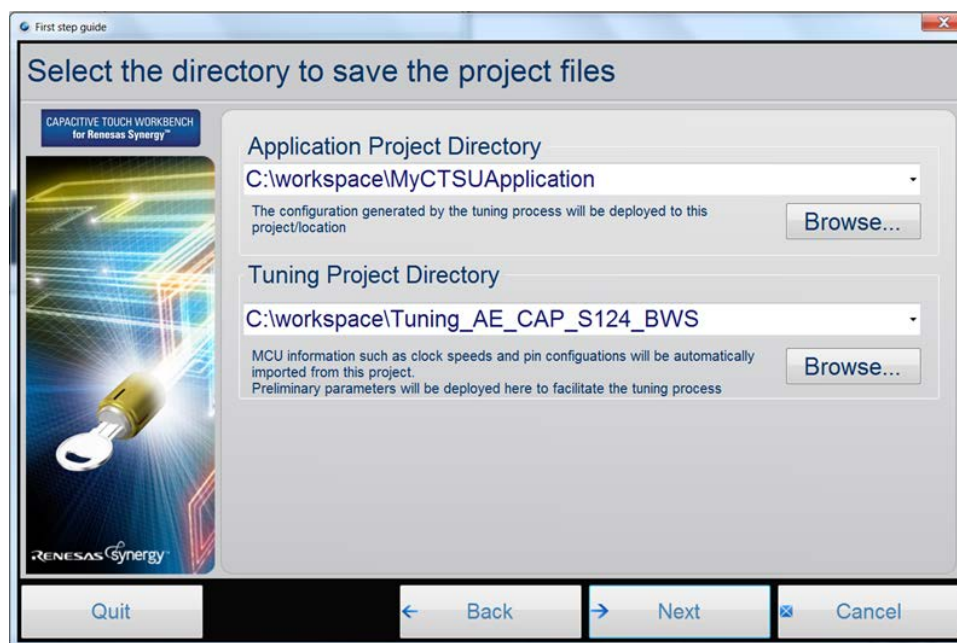 First step guide
Select the directory to save the project files
CAPACITIVE TOUCH WORKBENCH
for Renesas Synergy™
Application Project Directory
C:\workspace\MyCTSUApplication
The configuration generated by the tuning process will be deployed to this
project/location
Browse...
Tuning Project Directory
C:\workspace\Tuning_AE_CAP_S124_BWS
MCU information such as clock speeds and pin configuations will be automatically
imported from this project.
Preliminary parameters will be deployed here to facilitate the tuning process
Browse...
RENESAS Synergy
Quit
Back
Next
Cancel